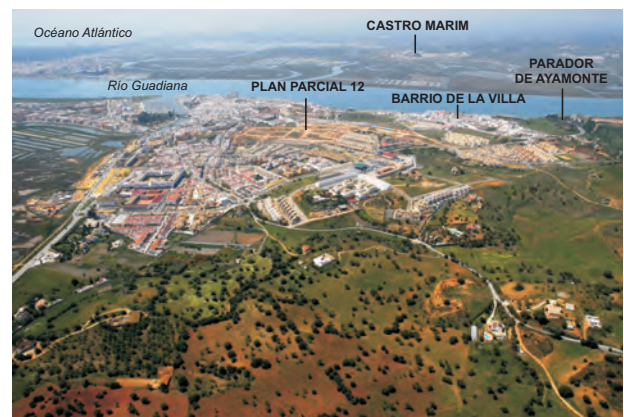 CASTRO MARIM
Océano Atlántico
PARADOR
DE AYAMONTE
Río Guadiana
PLAN PARCIAL 12
BARRIO DE LA VILLA